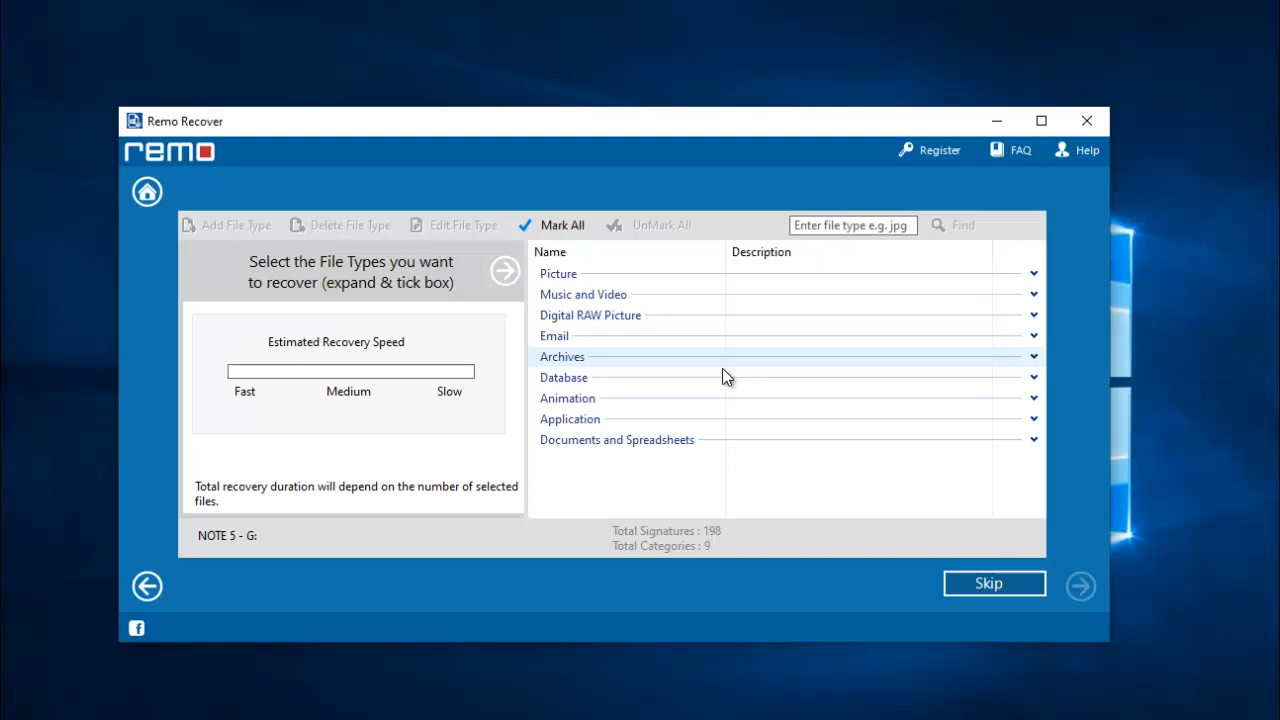 Remo Recover
remo
Register FAQ Help
Add File Type Delete File Type Edit File Type Mark All UnMark All Enter file type e.g. jpg Find
Select the File Types you want
to recover (expand & tick box)
Estimated Recovery Speed
Fast Medium Slow
Total recovery duration will depend on the number of selected
files.
Name Description
Picture
Music and Video
Digital RAW Picture
Email
Archives
Database
Animation
Application
Documents and Spreadsheets
NOTE 5 - G:
Total Signatures : 198
Total Categories : 9
Skip
f